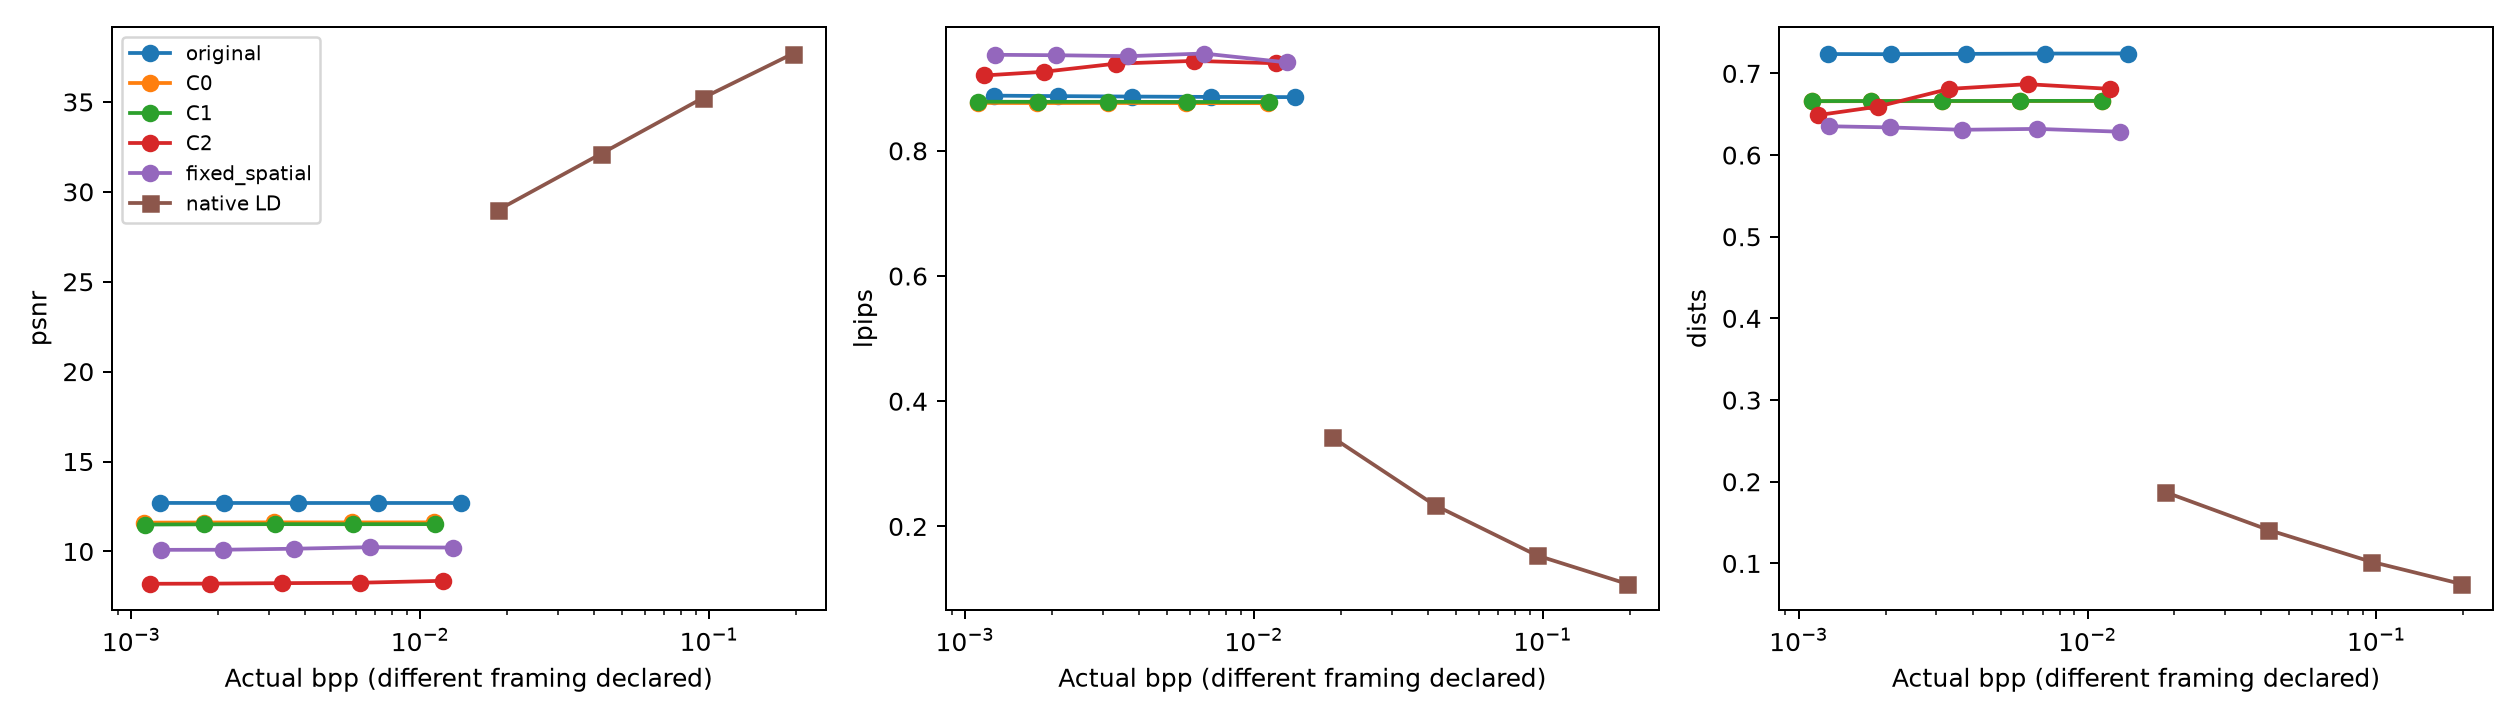 psnr
35
30
25
20
15
10
original
C0
C1
C2
fixed_spatial
native LD
10⁻³
10⁻²
10⁻¹
Actual bpp (different framing declared)
lpips
0.8
0.6
0.4
0.2
10⁻³
10⁻²
10⁻¹
Actual bpp (different framing declared)
dists
0.7
0.6
0.5
0.4
0.3
0.2
0.1
10⁻³
10⁻²
10⁻¹
Actual bpp (different framing declared)